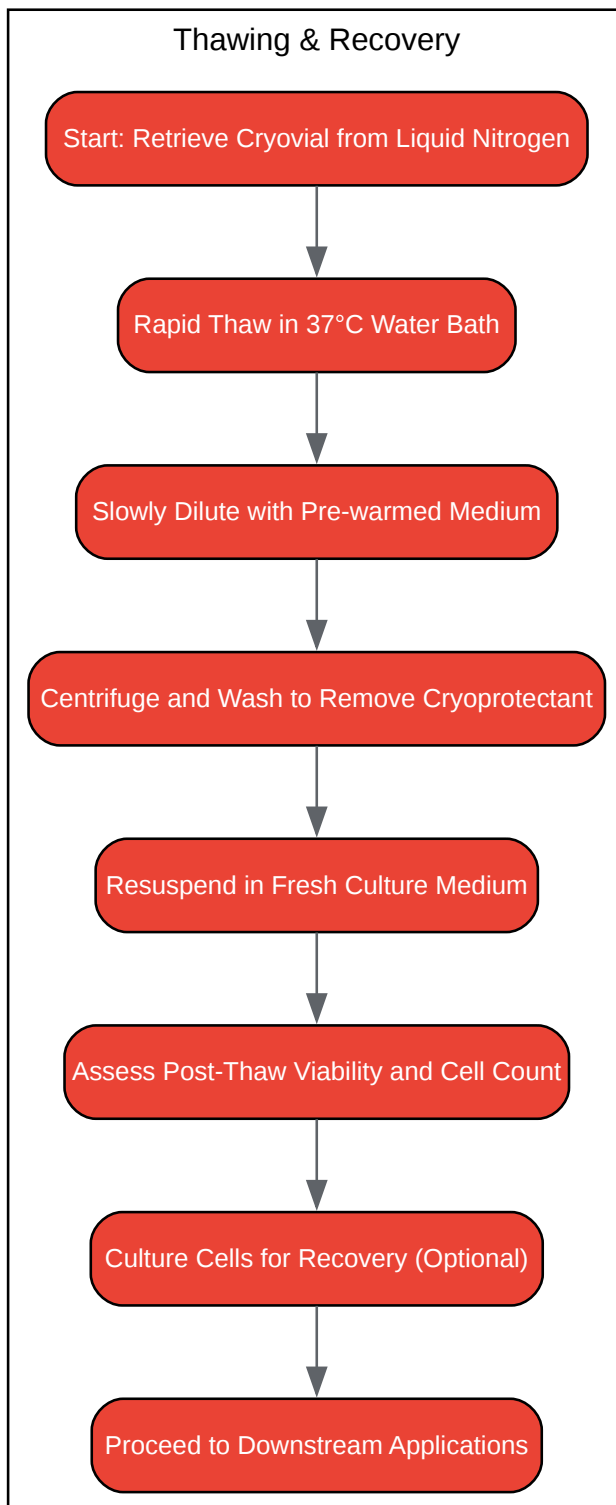 Thawing & Recovery
Start: Retrieve Cryovial from Liquid Nitrogen
Rapid Thaw in 37°C Water Bath
Slowly Dilute with Pre-warmed Medium
Centrifuge and Wash to Remove Cryoprotectant
Resuspend in Fresh Culture Medium
Assess Post-Thaw Viability and Cell Count
Culture Cells for Recovery (Optional)
Proceed to Downstream Applications